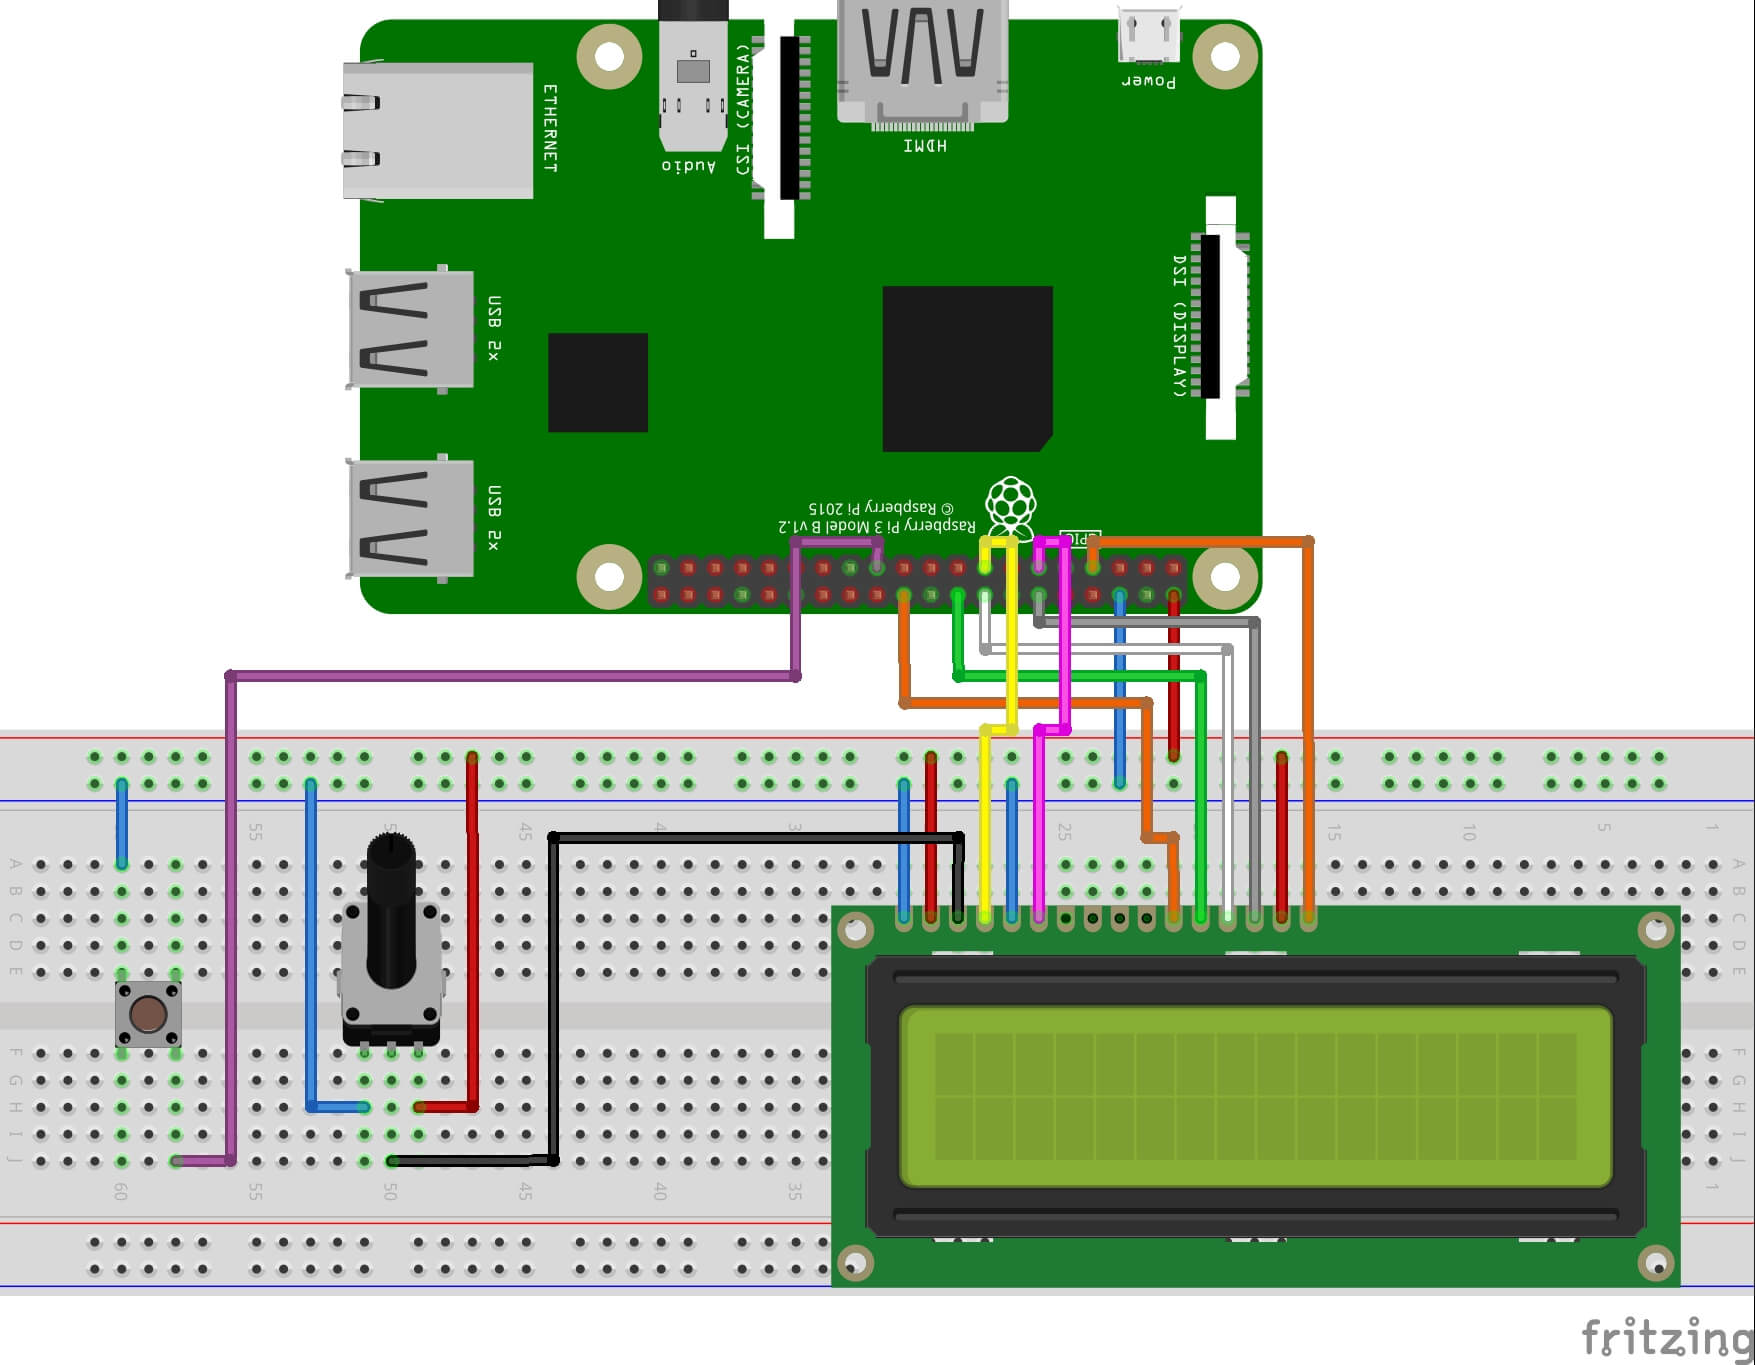 Power
ETHERNET
CSI (CAMERA)
Audio
HDMI
USB 2x
DSI (DISPLAY)
USB 2x
© Raspberry Pi 2015
Raspberry Pi 3 Model B v1.2
55
45
25
15
10
5
1
A
A
B
B
C
C
D
D
E
E
F
F
G
G
H
H
I
I
J
J
60
55
50
45
40
35
1
fritzing